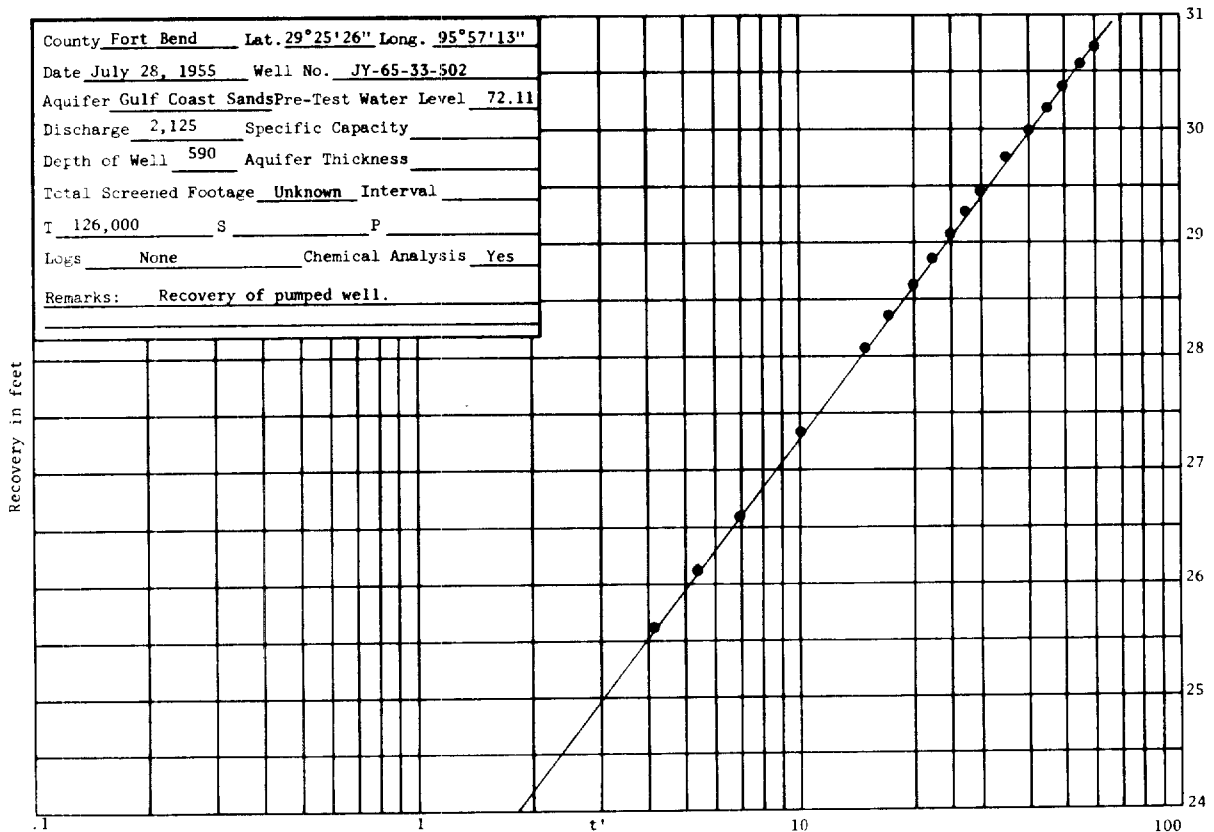 County Fort Bend Lat. 29°25'26" Long. 95°57'13"
Date July 28, 1955 Well No. JY-65-33-502
Aquifer Gulf Coast Sands Pre-Test Water Level 72.11
Discharge 2,125 Specific Capacity
Depth of Well 590 Aquifer Thickness
Total Screened Footage Unknown Interval
T 126,000 S P
Logs None Chemical Analysis Yes
Remarks: Recovery of pumped well.
Recovery in feet
31
30
29
28
27
26
25
24
.1 1 t' 10 100